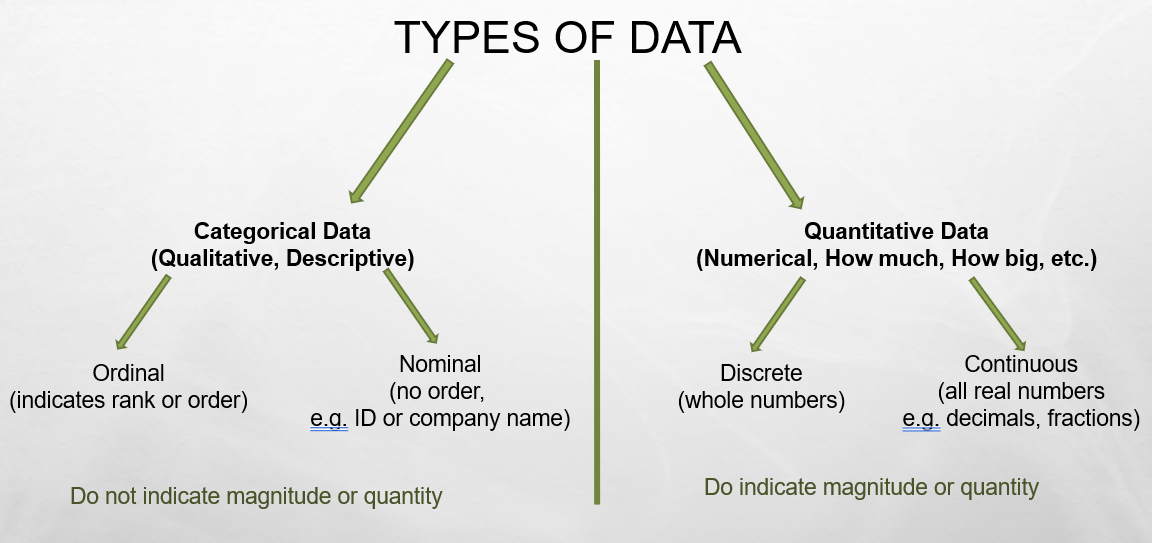 TYPES OF DATA
Categorical Data
(Qualitative, Descriptive)
Ordinal
(indicates rank or order)
Nominal
(no order,
e.g. ID or company name)
Do not indicate magnitude or quantity
Quantitative Data
(Numerical, How much, How big, etc.)
Discrete
(whole numbers)
Continuous
(all real numbers
e.g. decimals, fractions)
Do indicate magnitude or quantity